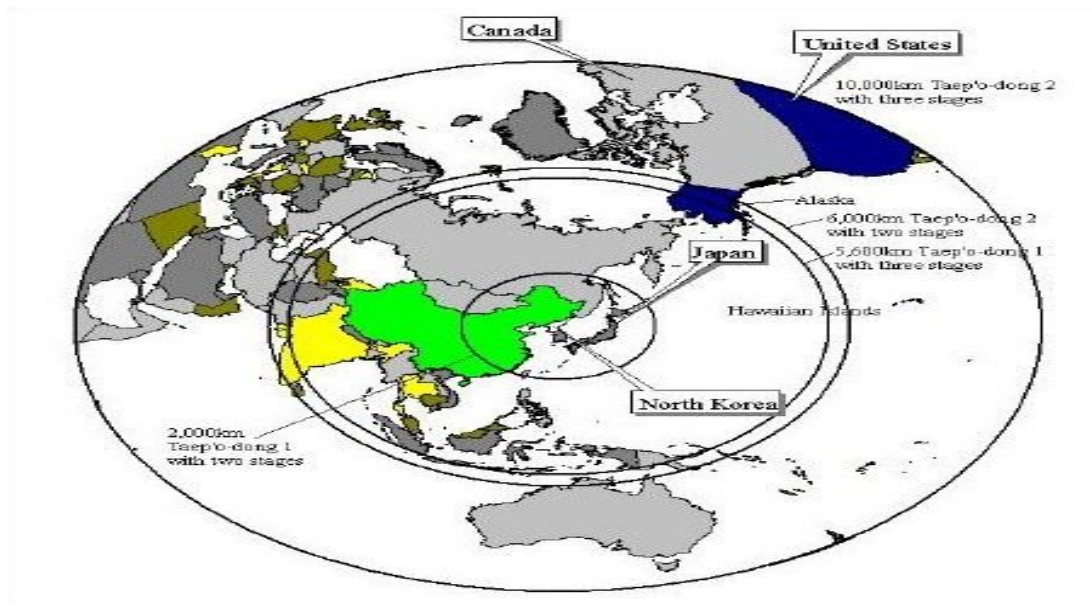 Canada
United States
10,000km Taep'o-dong 2
with three stages
Alaska
6,000km Taep'o-dong 2
with two stages
Japan
5,680km Taep'o-dong 1
with three stages
Hawaiian Islands
North Korea
2,000km
Taep'o-dong 1
with two stages